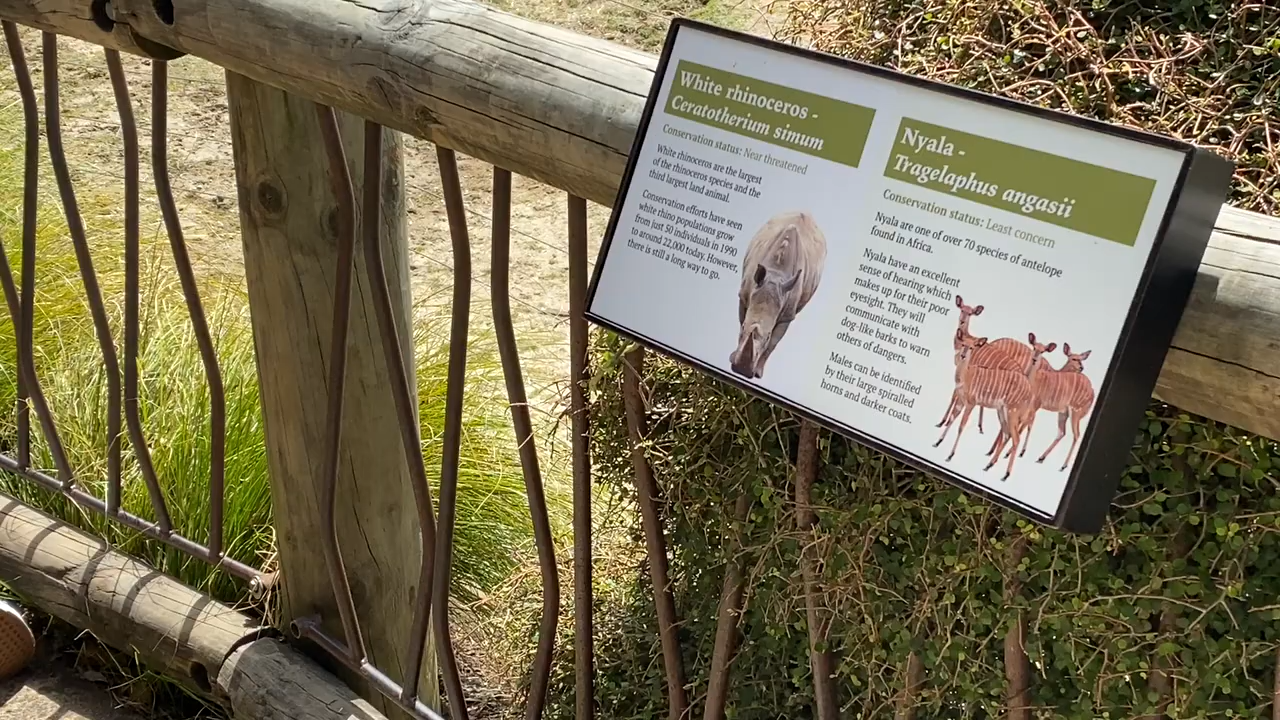 White rhinoceros -
Ceratotherium simum
Conservation status: Near threatened
White rhinoceros are the largest
of the rhinoceros species and the
third largest land animal.
Conservation efforts have seen
white rhino populations grow
from just 50 individuals in 1990
to around 22,000 today. However,
there is still a long way to go.
Nyala -
Tragelaphus angasii
Conservation status: Least concern
Nyala are one of over 70 species of antelope
found in Africa.
Nyala have an excellent
sense of hearing which
makes up for their poor
eyesight. They will
communicate with
dog-like barks to warn
others of dangers.
Males can be identified
by their large spiralled
horns and darker coats.